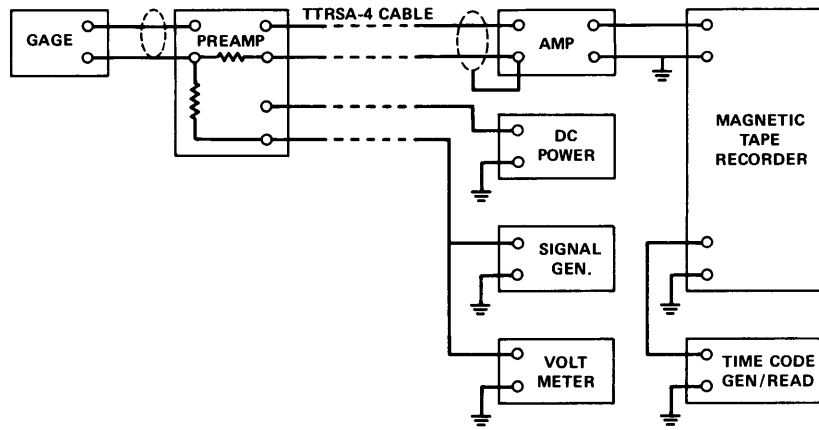 TTRSA-4 CABLE
GAGE
PREAMP
AMP
DC
POWER
MAGNETIC
TAPE
RECORDER
SIGNAL
GEN.
VOLT
METER
TIME CODE
GEN/READ